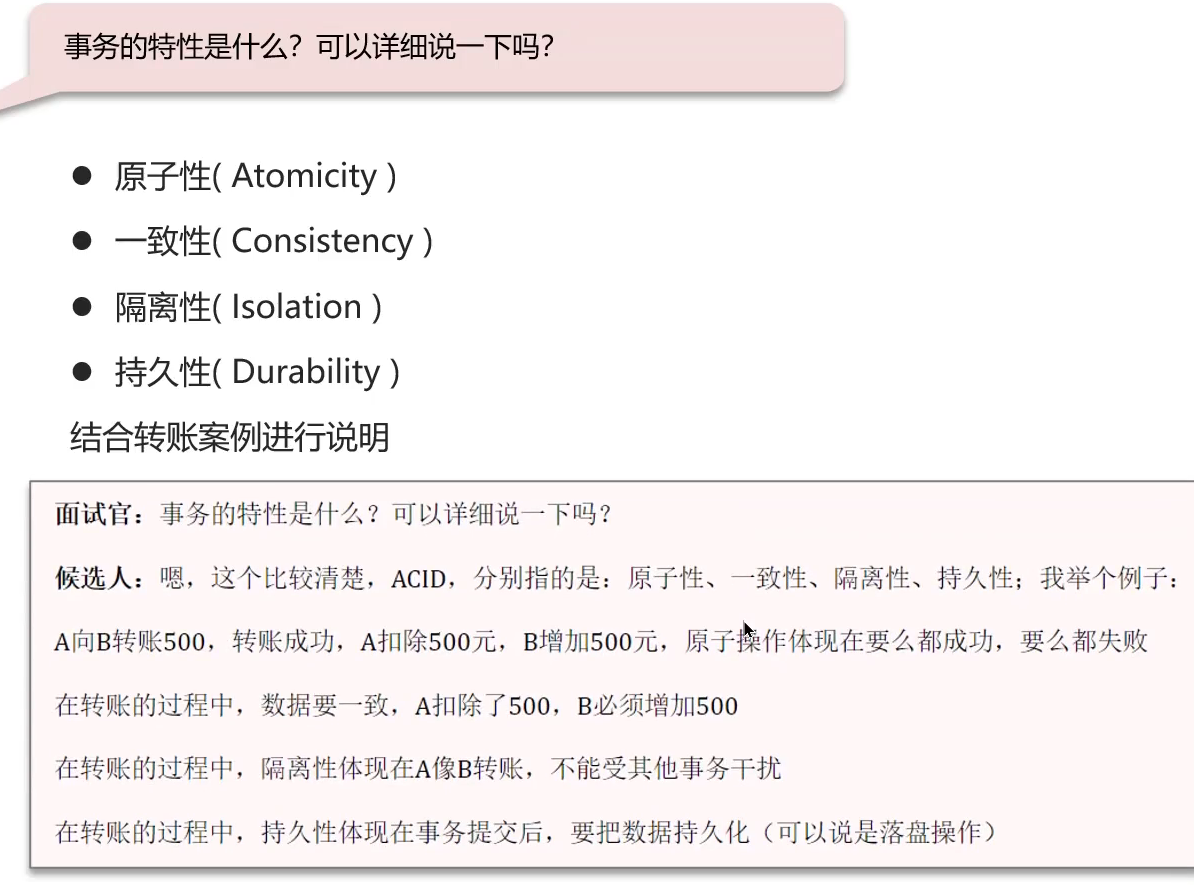 事务的特性是什么？可以详细说一下吗？
● 原子性( Atomicity )
● 一致性( Consistency )
● 隔离性( Isolation )
● 持久性( Durability )
结合转账案例进行说明
面试官：事务的特性是什么？可以详细说一下吗？
候选人：嗯，这个比较清楚，ACID，分别指的是：原子性、一致性、隔离性、持久性；我举个例子：
A向B转账500，转账成功，A扣除500元，B增加500元，原子操作体现在要么都成功，要么都失败
在转账的过程中，数据要一致，A扣除了500，B必须增加500
在转账的过程中，隔离性体现在A像B转账，不能受其他事务干扰
在转账的过程中，持久性体现在事务提交后，要把数据持久化（可以说是落盘操作）